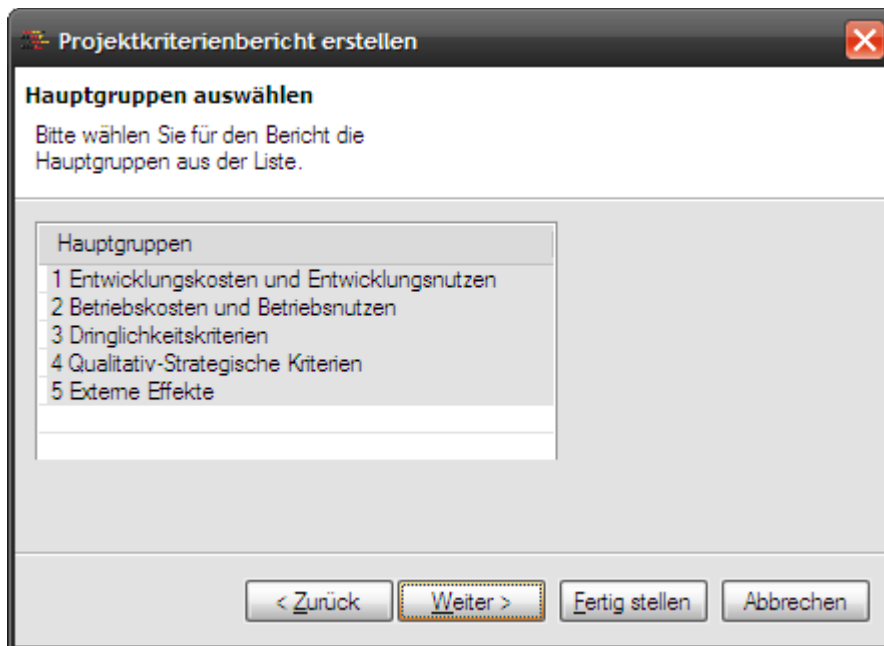 Projektkriterienbericht erstellen
Hauptgruppen auswählen
Bitte wählen Sie für den Bericht die
Hauptgruppen aus der Liste.
Hauptgruppen
1 Entwicklungskosten und Entwicklungsnutzen
2 Betriebskosten und Betriebsnutzen
3 Dringlichkeitskriterien
4 Qualitativ-Strategische Kriterien
5 Externe Effekte
< Zurück Weiter > Fertig stellen Abbrechen